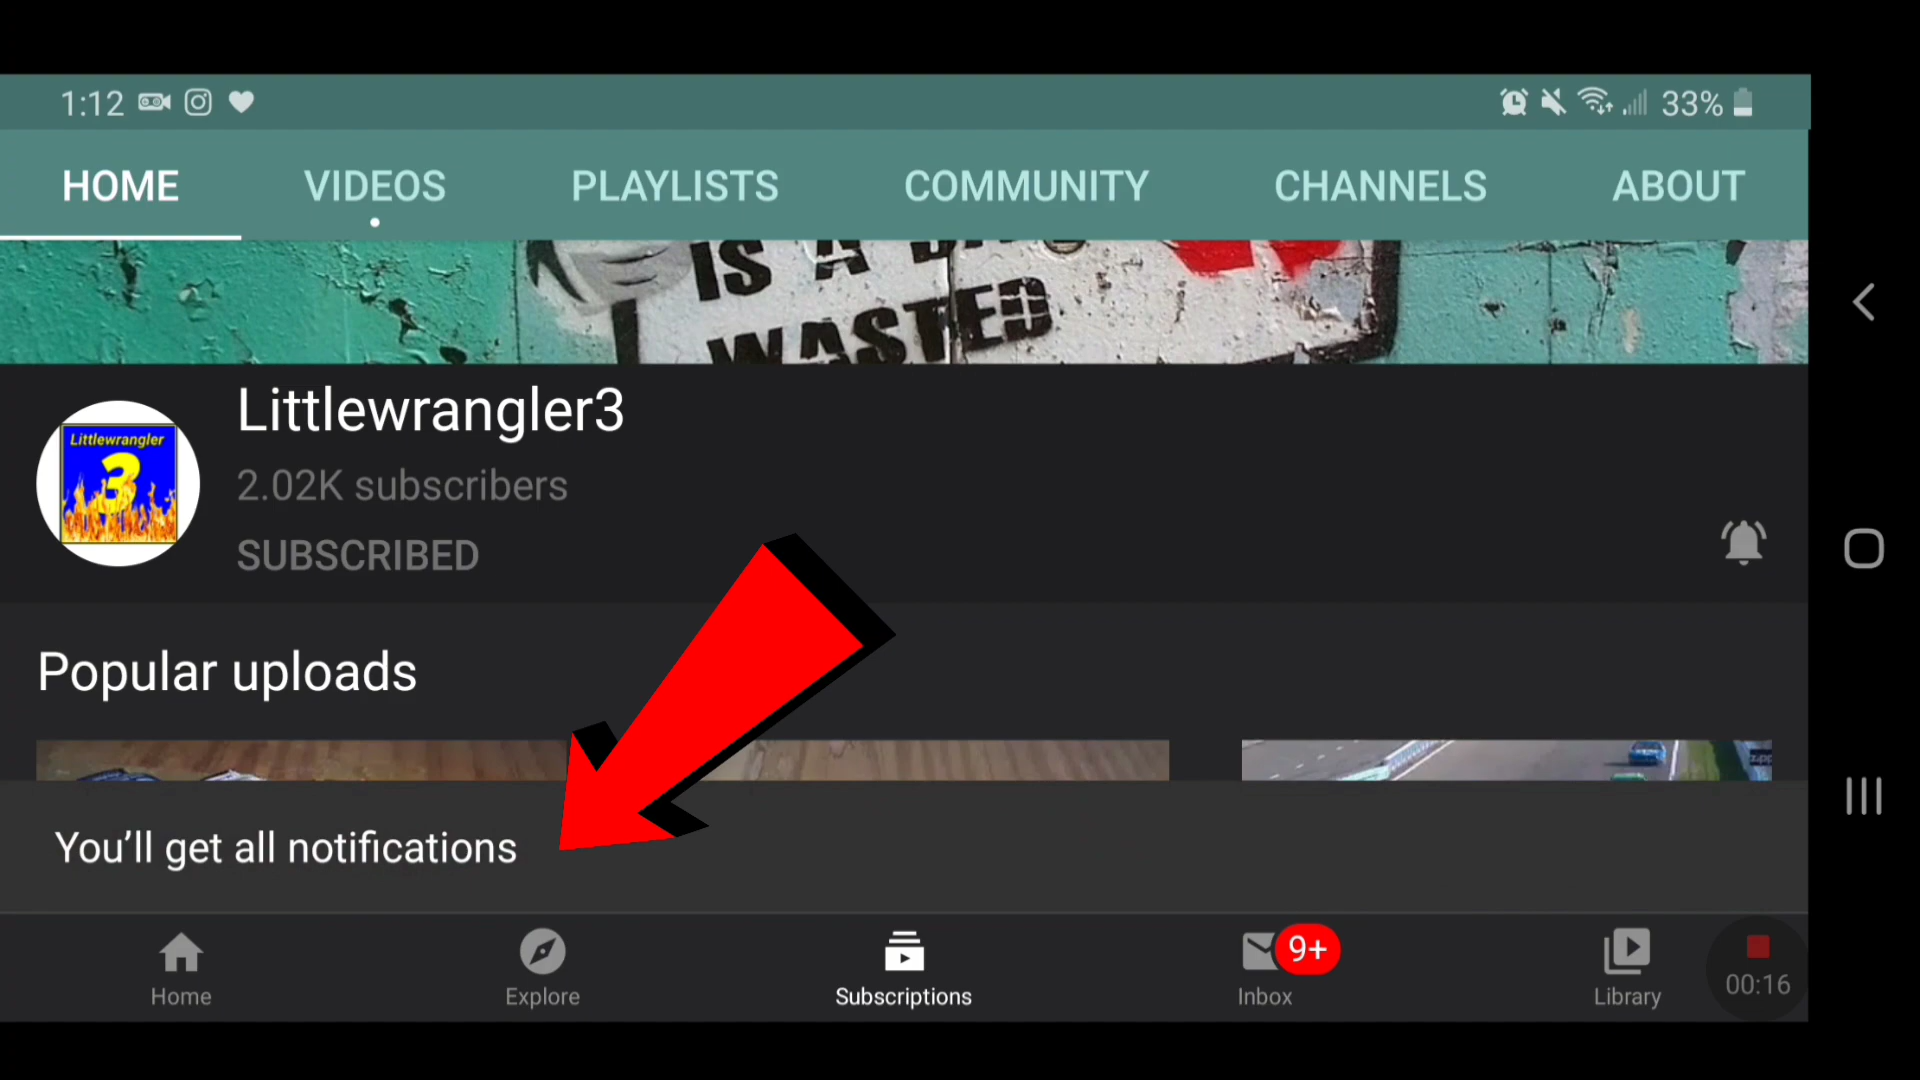 1:12
33%
HOME VIDEOS PLAYLISTS COMMUNITY CHANNELS ABOUT
IS A
WASTED
Littlewrangler3
Littlewrangler
3
2.02K subscribers
SUBSCRIBED
Popular uploads
You'll get all notifications
9+
Home Explore Subscriptions Inbox Library
00:16